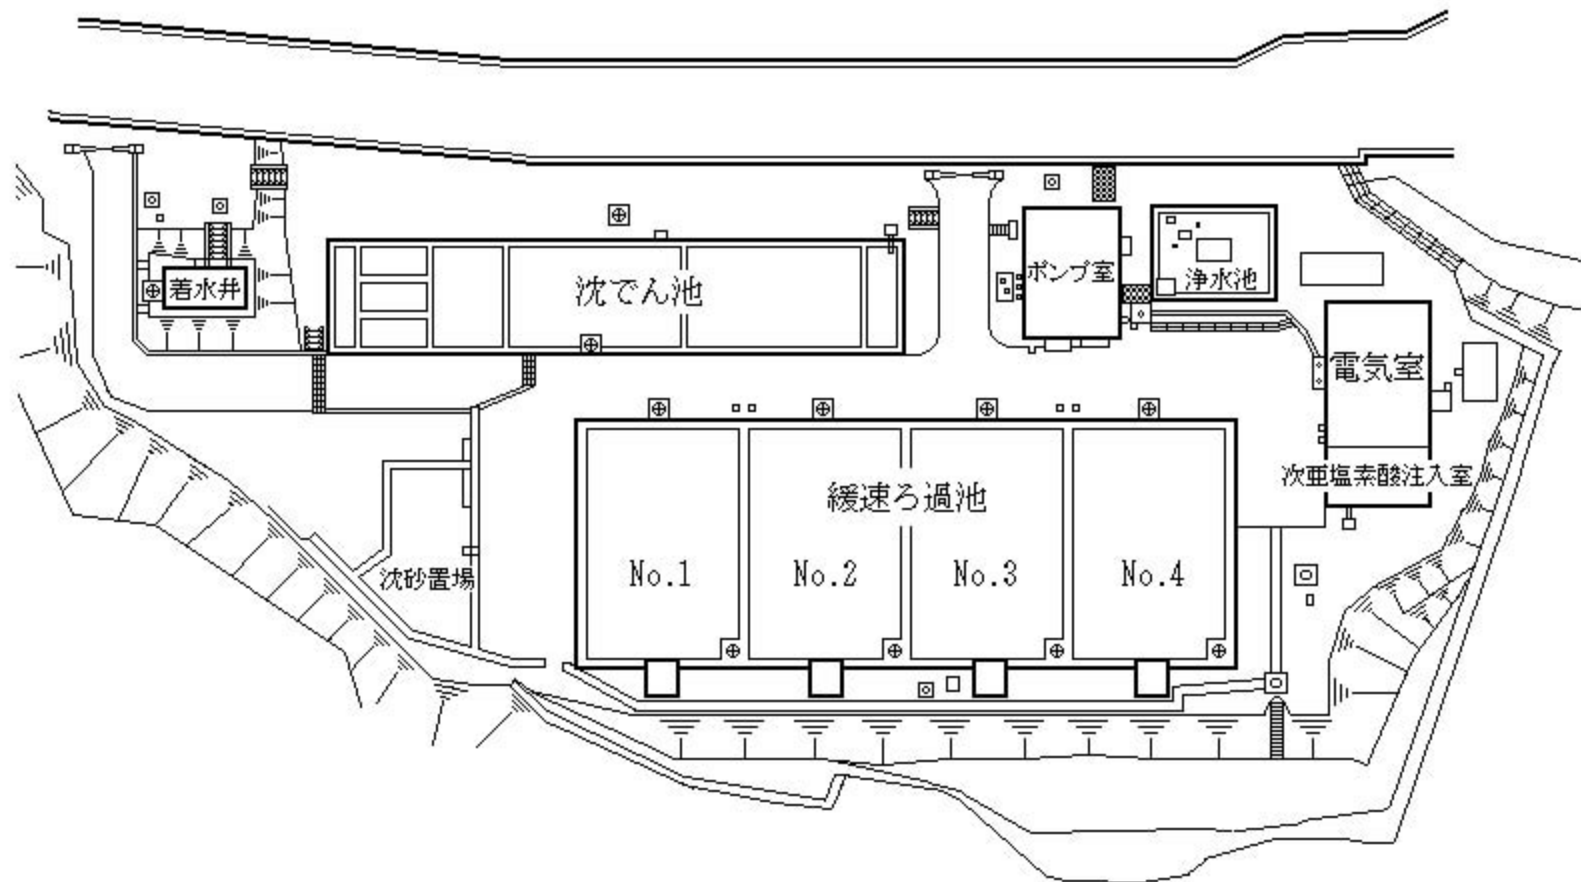 着水井
沈でん池
ポンプ室
浄水池
電気室
次亜塩素酸注入室
緩速ろ過池
No.1
No.2
No.3
No.4
沈砂置場